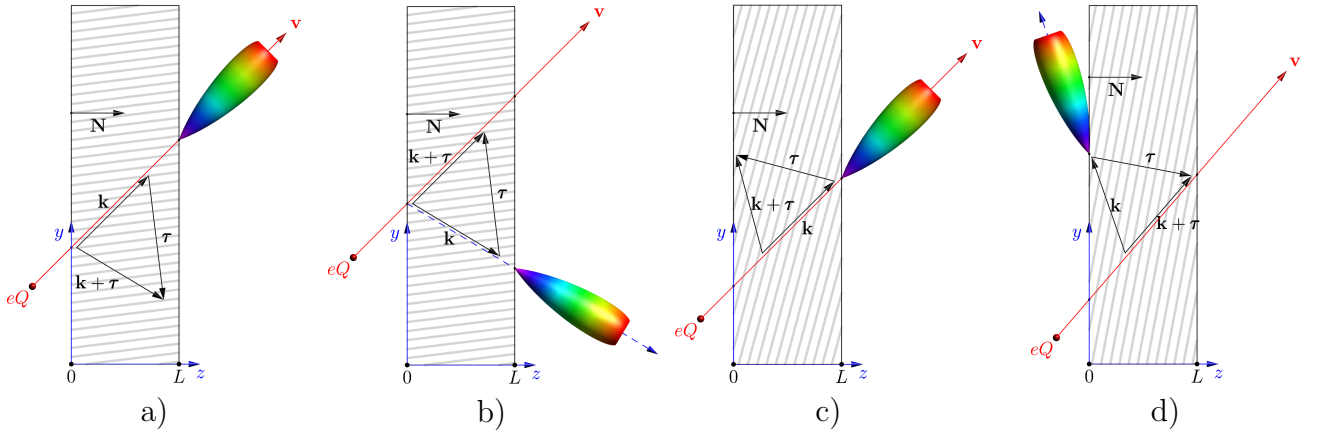 v
N
k
τ
k + τ
y
eQ
0
L
z
a)
v
N
k + τ
τ
k
y
eQ
0
L
z
b)
v
N
τ
k + τ
k
y
eQ
0
L
z
c)
v
N
τ
k
k + τ
y
eQ
0
L
z
d)